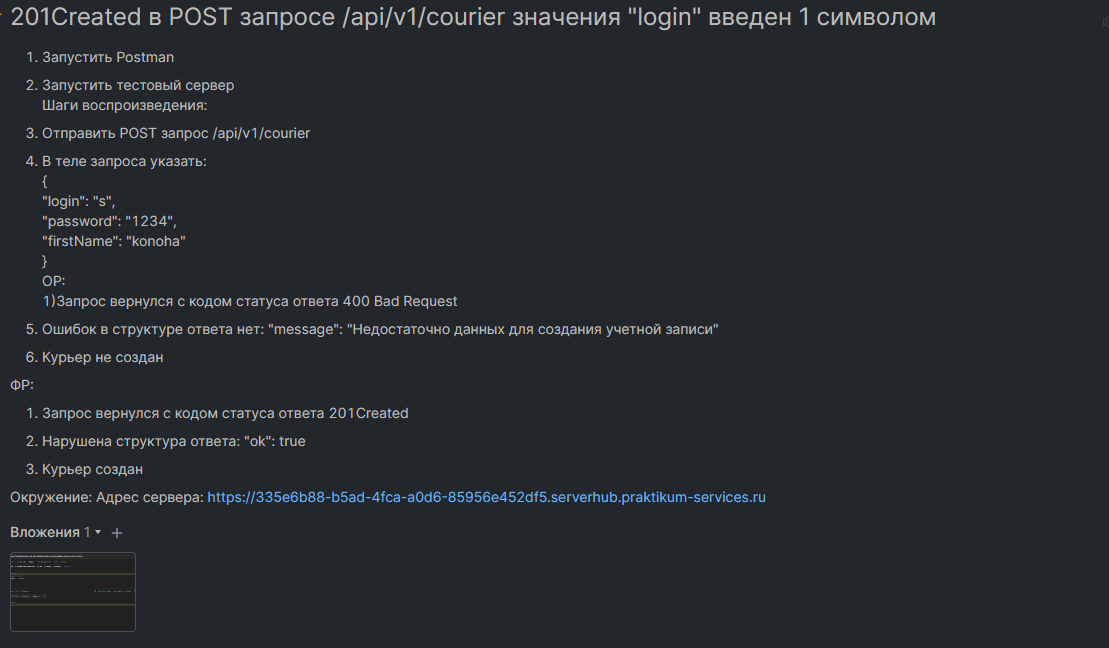 201Created в POST запросе /api/v1/courier значения "login" введен 1 символом
1. Запустить Postman
2. Запустить тестовый сервер
Шаги воспроизведения:
3. Отправить POST запрос /api/v1/courier
4. В теле запроса указать:
{
"login": "s",
"password": "1234",
"firstName": "konoha"
}
ОР:
1)Запрос вернулся с кодом статуса ответа 400 Bad Request
5. Ошибок в структуре ответа нет: "message": "Недостаточно данных для создания учетной записи"
6. Курьер не создан
ФР:
1. Запрос вернулся с кодом статуса ответа 201Created
2. Нарушена структура ответа: "ok": true
3. Курьер создан
Окружение: Адрес сервера: https://335e6b88-b5ad-4fca-a0d6-85956e452df5.serverhub.praktikum-services.ru
Вложения 1